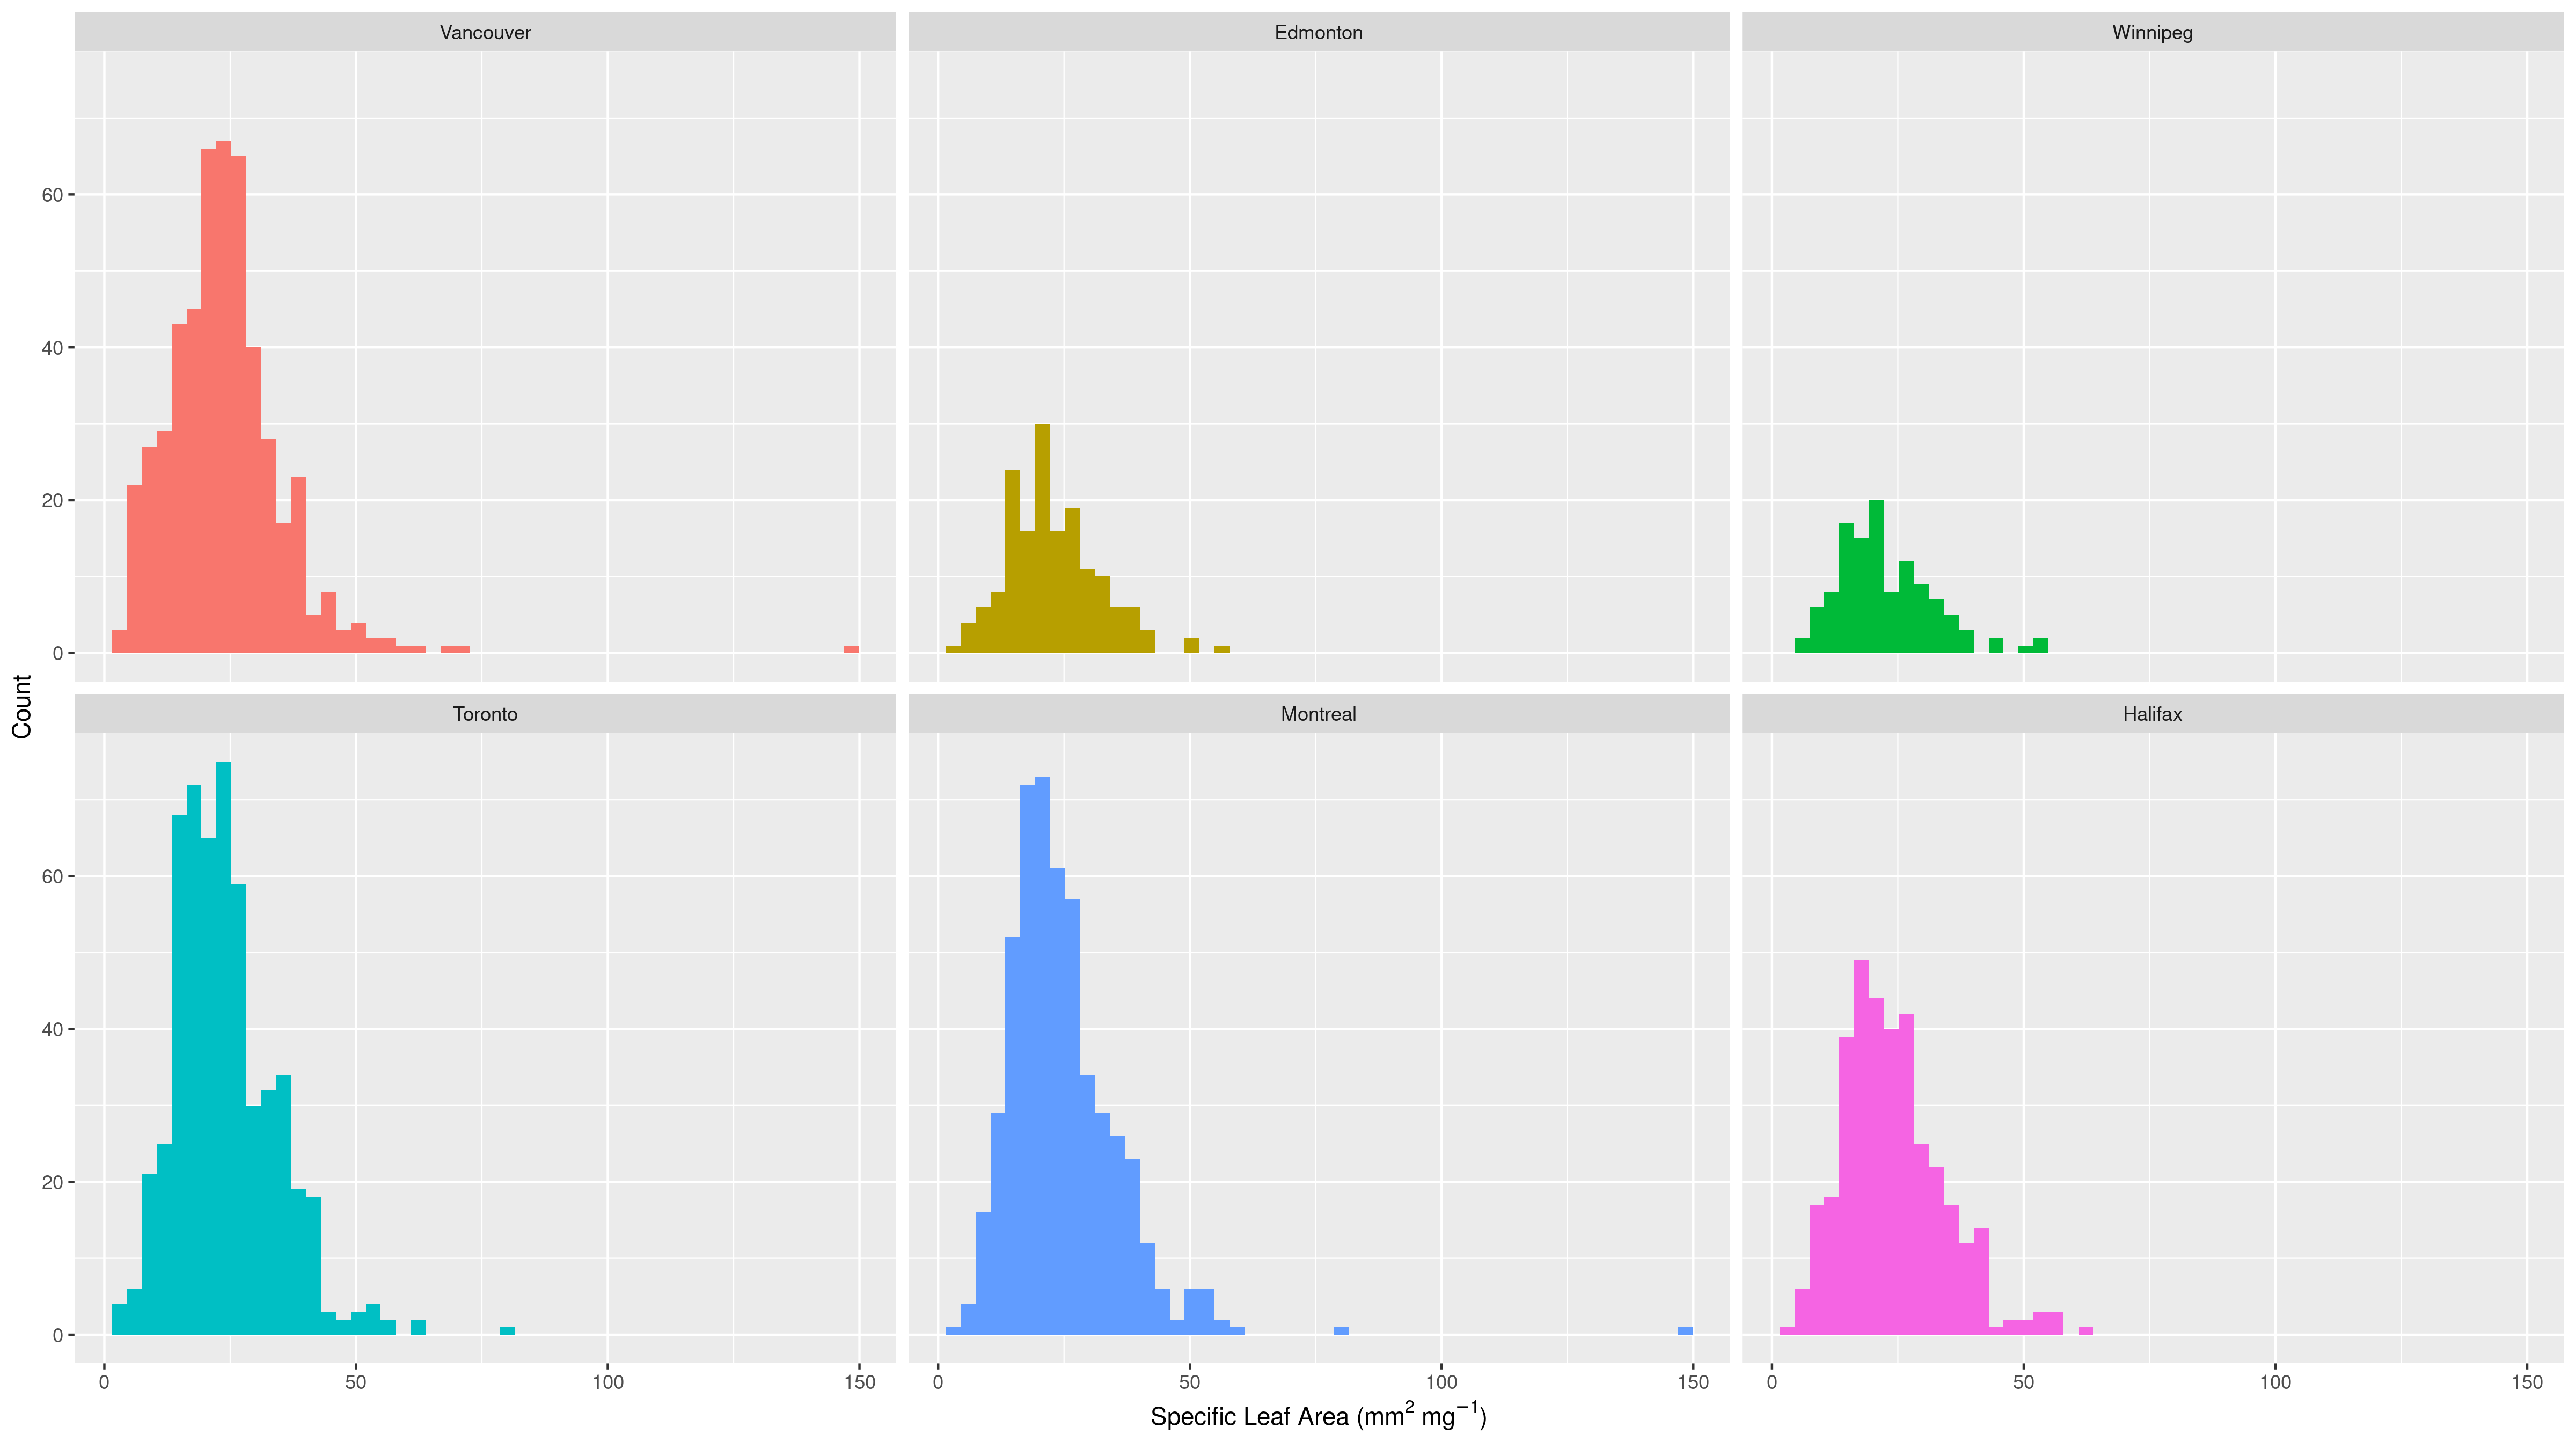 Vancouver Edmonton Winnipeg
60
40
20
0
Count
Toronto Montreal Halifax
60
40
20
0
0 50 100 150 0 50 100 150 0 50 100 150
Specific Leaf Area (mm² mg⁻¹)